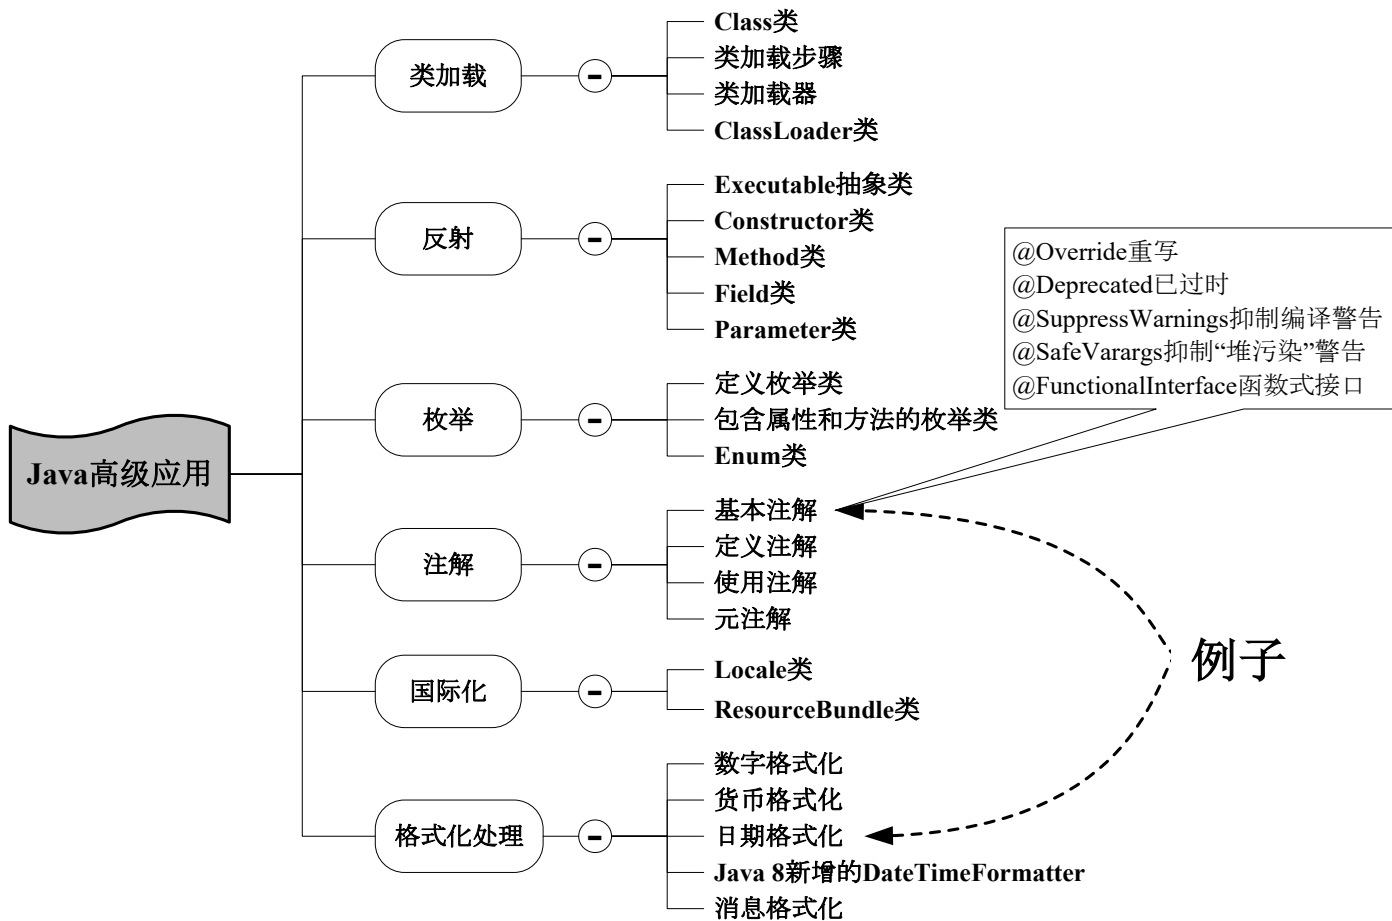 Java高级应用
类加载
Class类
类加载步骤
类加载器
ClassLoader类
反射
Executable抽象类
Constructor类
Method类
Field类
Parameter类
枚举
定义枚举类
包含属性和方法的枚举类
Enum类
注解
基本注解
定义注解
使用注解
元注解
@Override重写
@Deprecated已过时
@SuppressWarnings抑制编译警告
@SafeVarargs抑制“堆污染”警告
@FunctionalInterface函数式接口
国际化
Locale类
ResourceBundle类
格式化处理
数字格式化
货币格式化
日期格式化
Java 8新增的DateTimeFormatter
消息格式化
例子